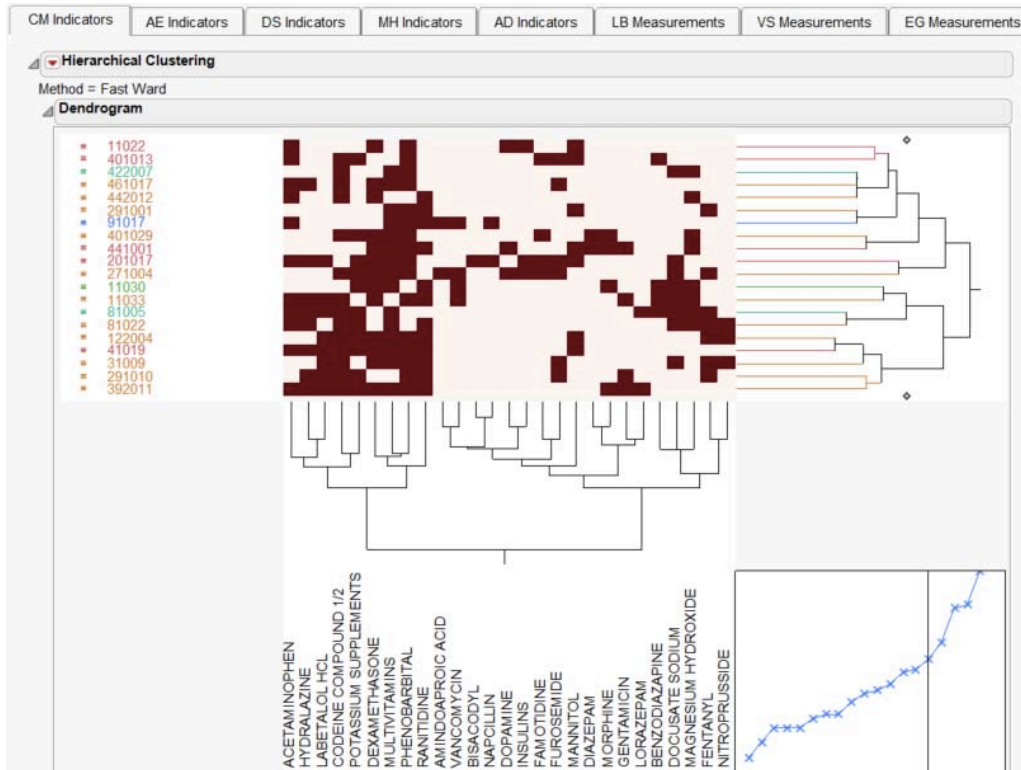 CM Indicators AE Indicators DS Indicators MH Indicators AD Indicators LB Measurements VS Measurements EG Measurements
Hierarchical Clustering
Method = Fast Ward
Dendrogram
11022
401013
422007
461017
442012
291001
91017
401029
441001
201017
271004
11030
11033
81005
81022
122004
41019
31009
291010
392011
ACETAMINOPHEN
HYDRALAZINE
LABETALOL HCL
CODEINE COMPOUND 1/2
POTASSIUM SUPPLEMENTS
DEXAMETHASONE
MULTIVITAMINS
PHENOBARBITAL
RANITIDINE
AMINDOAPROIC ACID
VANCOMYCIN
BISACODYL
NAPCILLIN
DOPAMINE
INSULINS
FAMOTIDINE
FUROSEMIDE
MANNITOL
DIAZEPAM
MORPHINE
GENTAMICIN
LORAZEPAM
BENZODIAZAPINE
DOCUSATE SODIUM
MAGNESIUM HYDROXIDE
FENTANYL
NITROPRUSSIDE